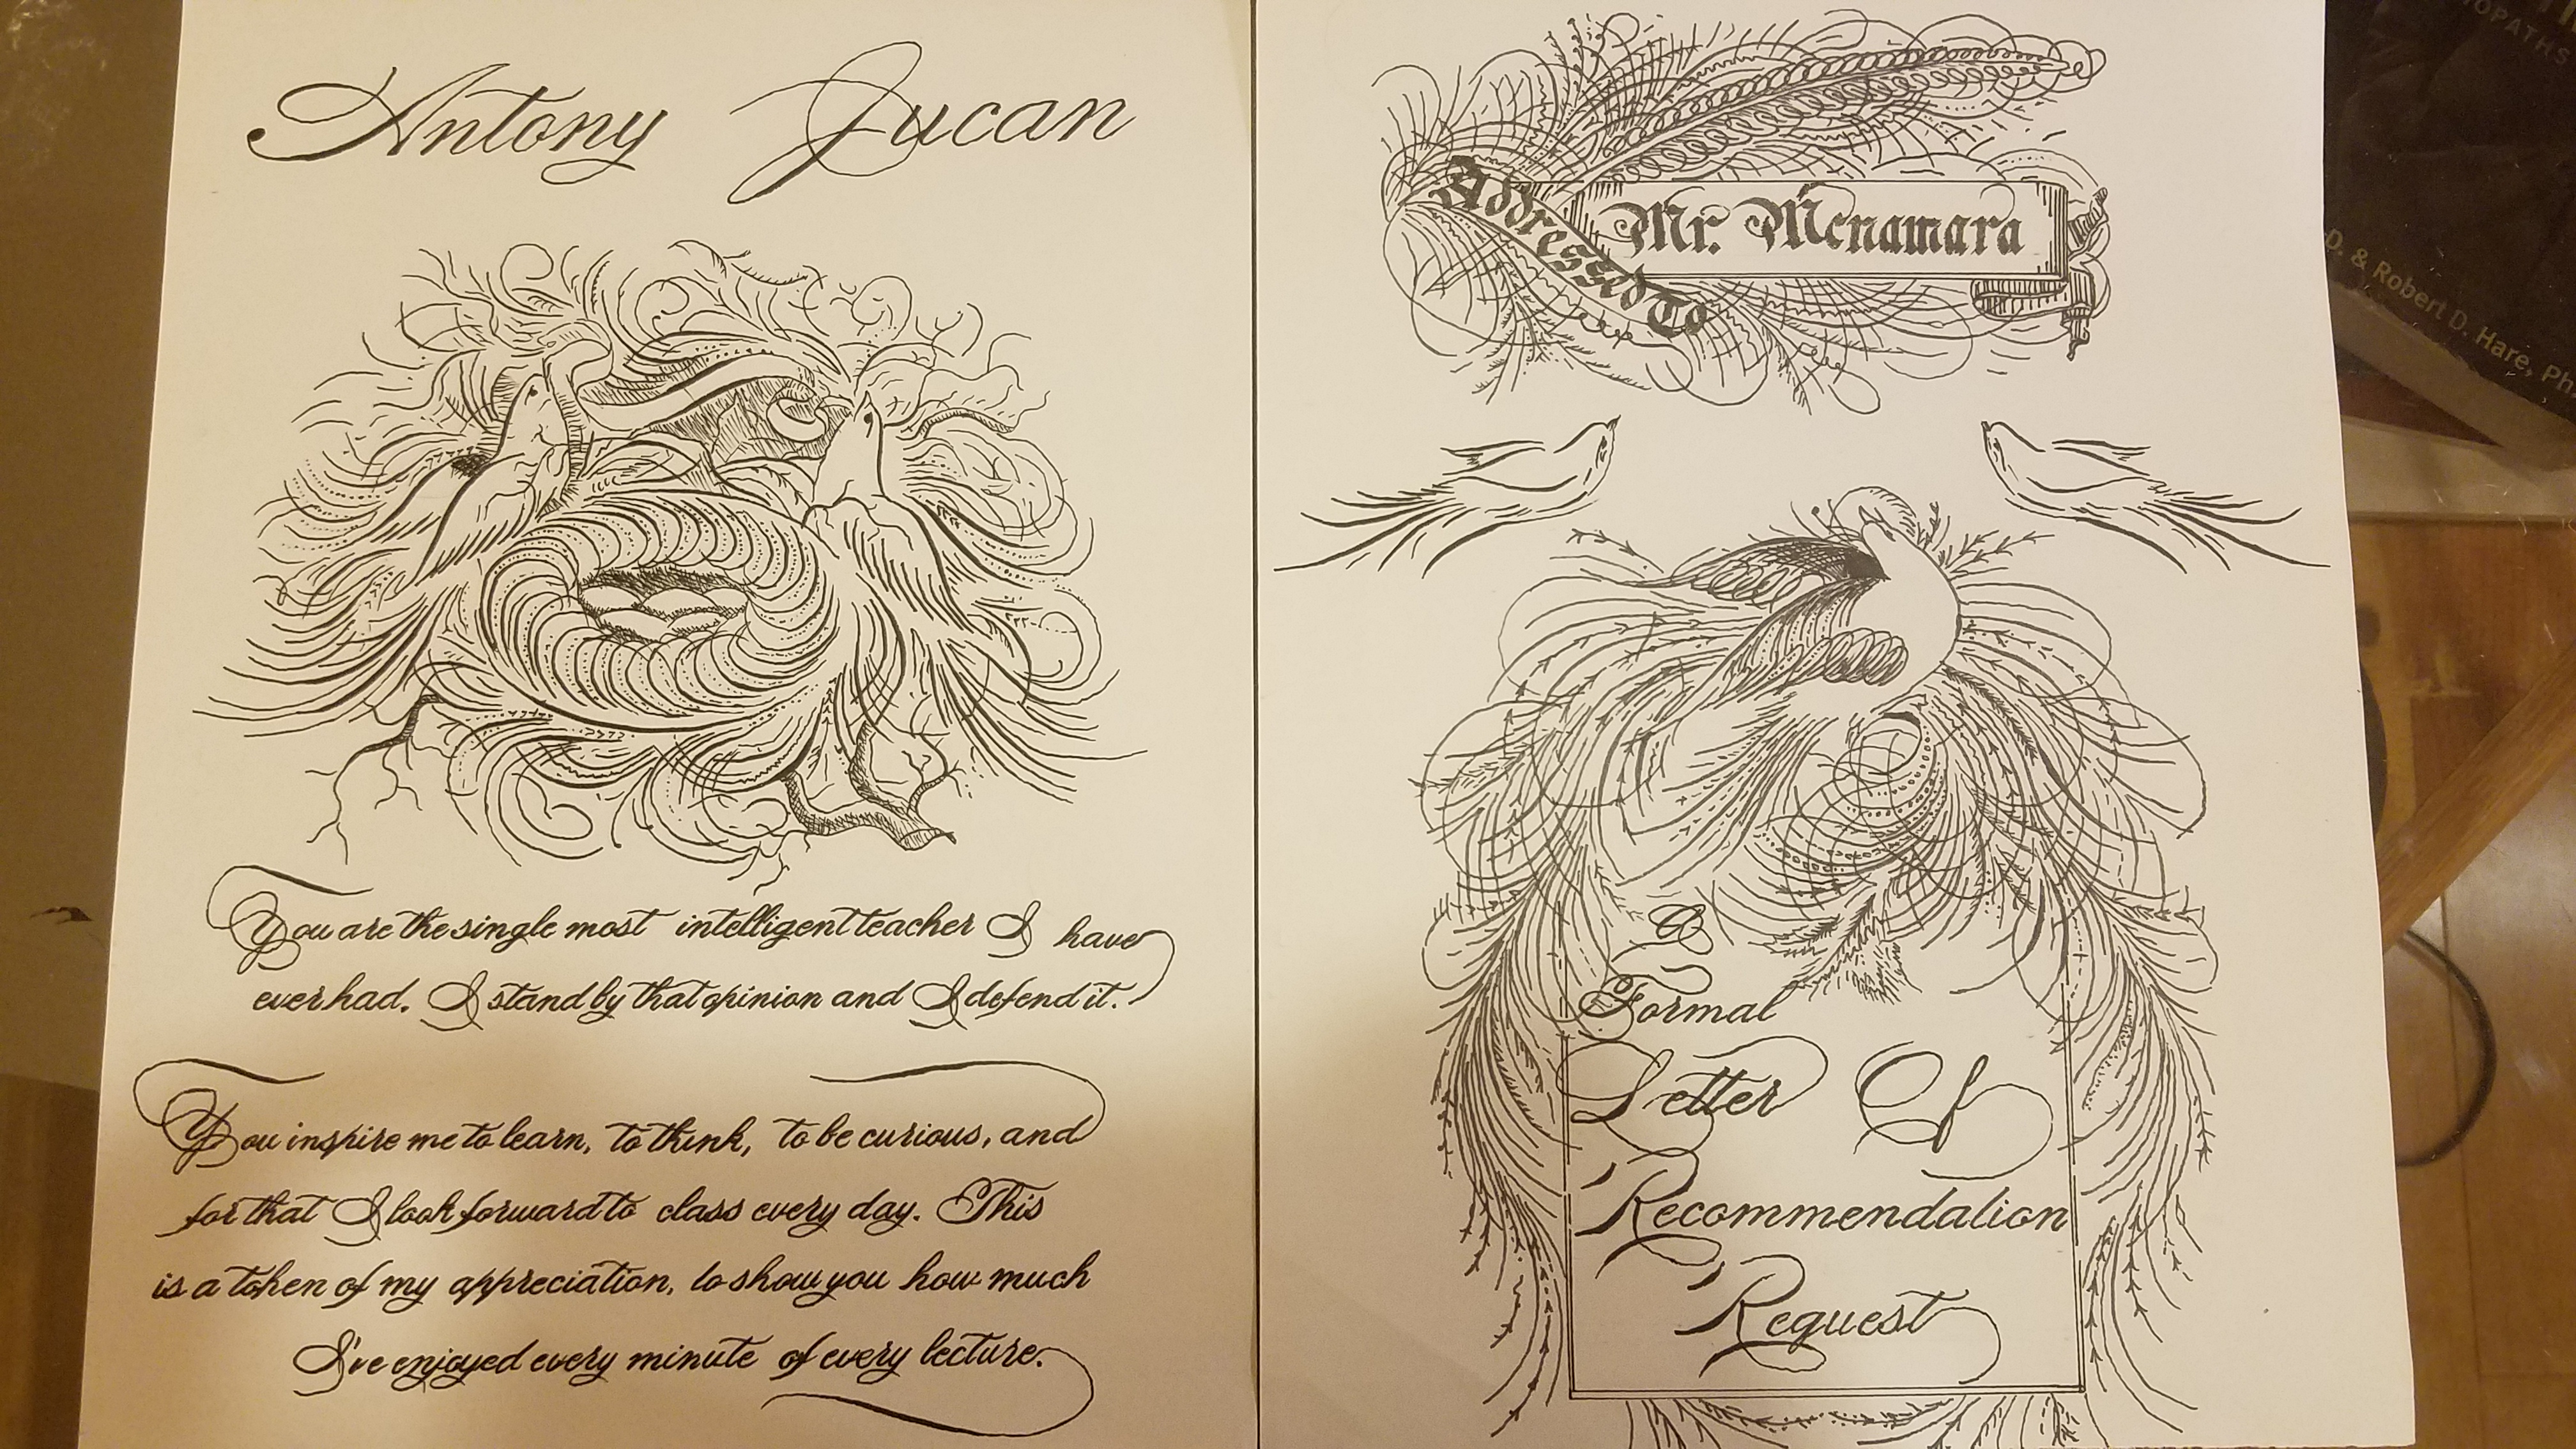 Antony Jucan
You are the single most intelligent teacher I have
ever had. I stand by that opinion and I defend it.
You inspire me to learn, to think, to be curious, and
for that I look forward to class every day. This
is a token of my appreciation, to show you how much
I've enjoyed every minute of every lecture.
Addressed To
Mr. Mcnamara
A
Formal
Letter Of
Recommendation
Request
OPATHS
D. & Robert D. Hare, Ph.